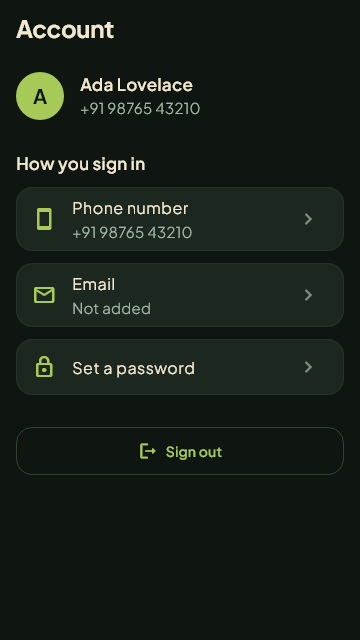 Account
A
Ada Lovelace
+91 98765 43210
How you sign in
Phone number
+91 98765 43210
Email
Not added
Set a password
Sign out